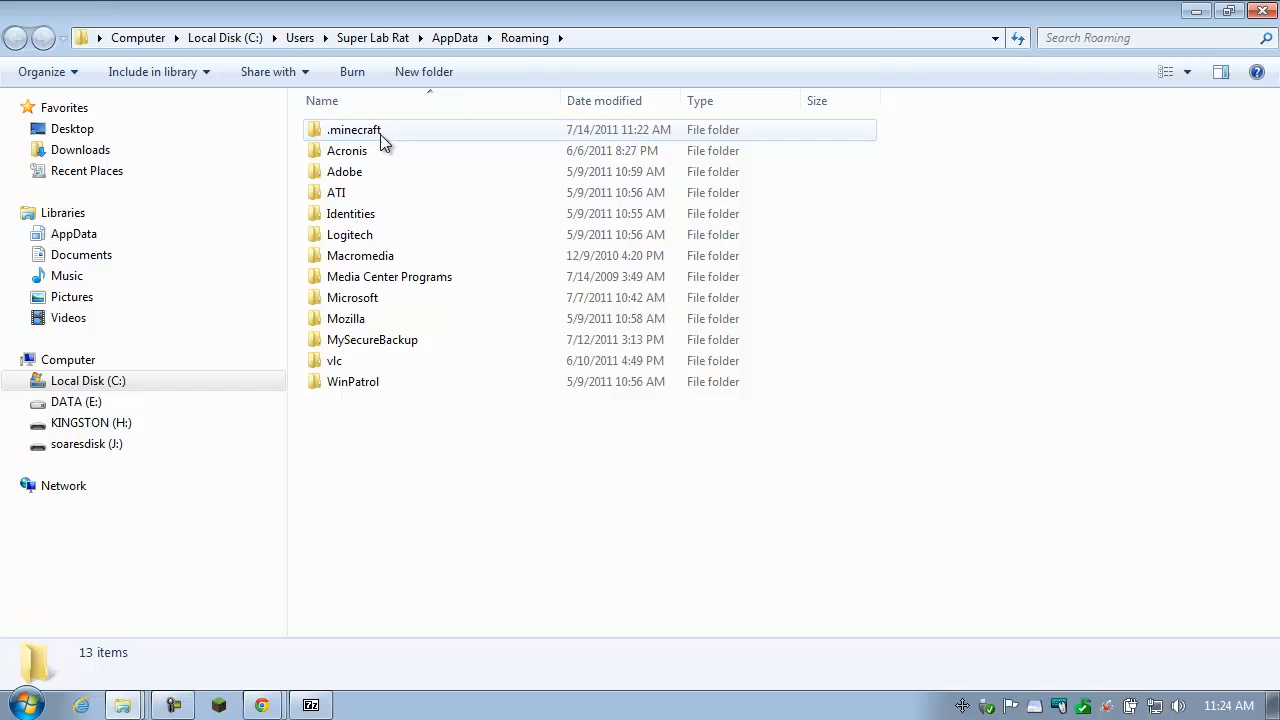 Computer Local Disk (C:) Users Super Lab Rat AppData Roaming Search Roaming
Organize Include in library Share with Burn New folder
Favorites
Desktop
Downloads
Recent Places
Libraries
AppData
Documents
Music
Pictures
Videos
Computer
Local Disk (C:)
DATA (E:)
KINGSTON (H:)
soaresdisk (J:)
Network
Name Date modified Type Size
.minecraft 7/14/2011 11:22 AM File folder
Acronis 6/6/2011 8:27 PM File folder
Adobe 5/9/2011 10:59 AM File folder
ATI 5/9/2011 10:56 AM File folder
Identities 5/9/2011 10:55 AM File folder
Logitech 5/9/2011 10:56 AM File folder
Macromedia 12/9/2010 4:20 PM File folder
Media Center Programs 7/14/2009 3:49 AM File folder
Microsoft 7/7/2011 10:42 AM File folder
Mozilla 5/9/2011 10:58 AM File folder
MySecureBackup 7/12/2011 3:13 PM File folder
vlc 6/10/2011 4:49 PM File folder
WinPatrol 5/9/2011 10:56 AM File folder
13 items
7z
11:24 AM